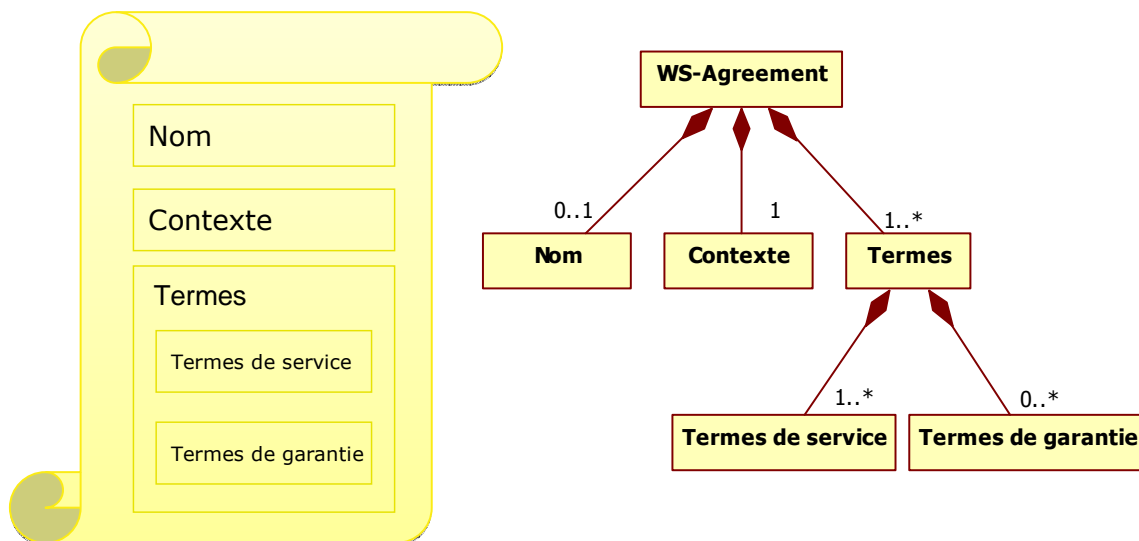 Nom
Contexte
Termes
Termes de service
Termes de garantie
WS-Agreement
0..1
1
1..*
Nom
Contexte
Termes
1..*
0..*
Termes de service
Termes de garantie